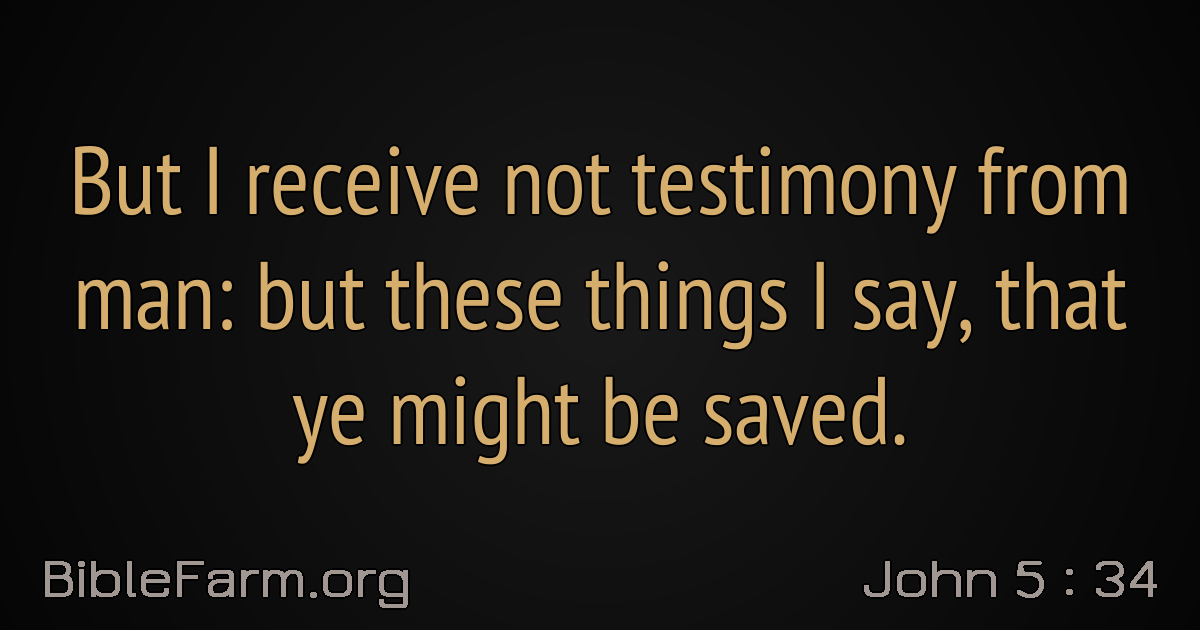 But I receive not testimony from
man: but these things I say, that
ye might be saved.
BibleFarm.org
John 5 : 34